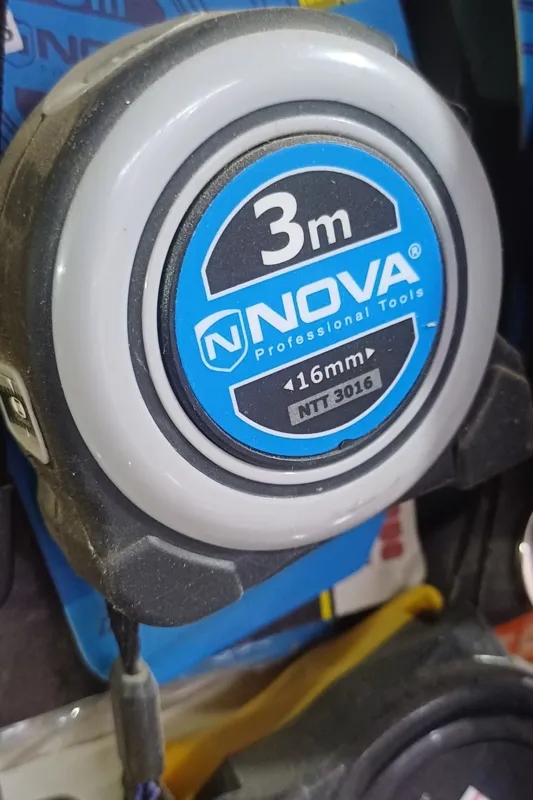 3m
N NOVA®
Professional Tools
◂16mm▸
NTT 3016